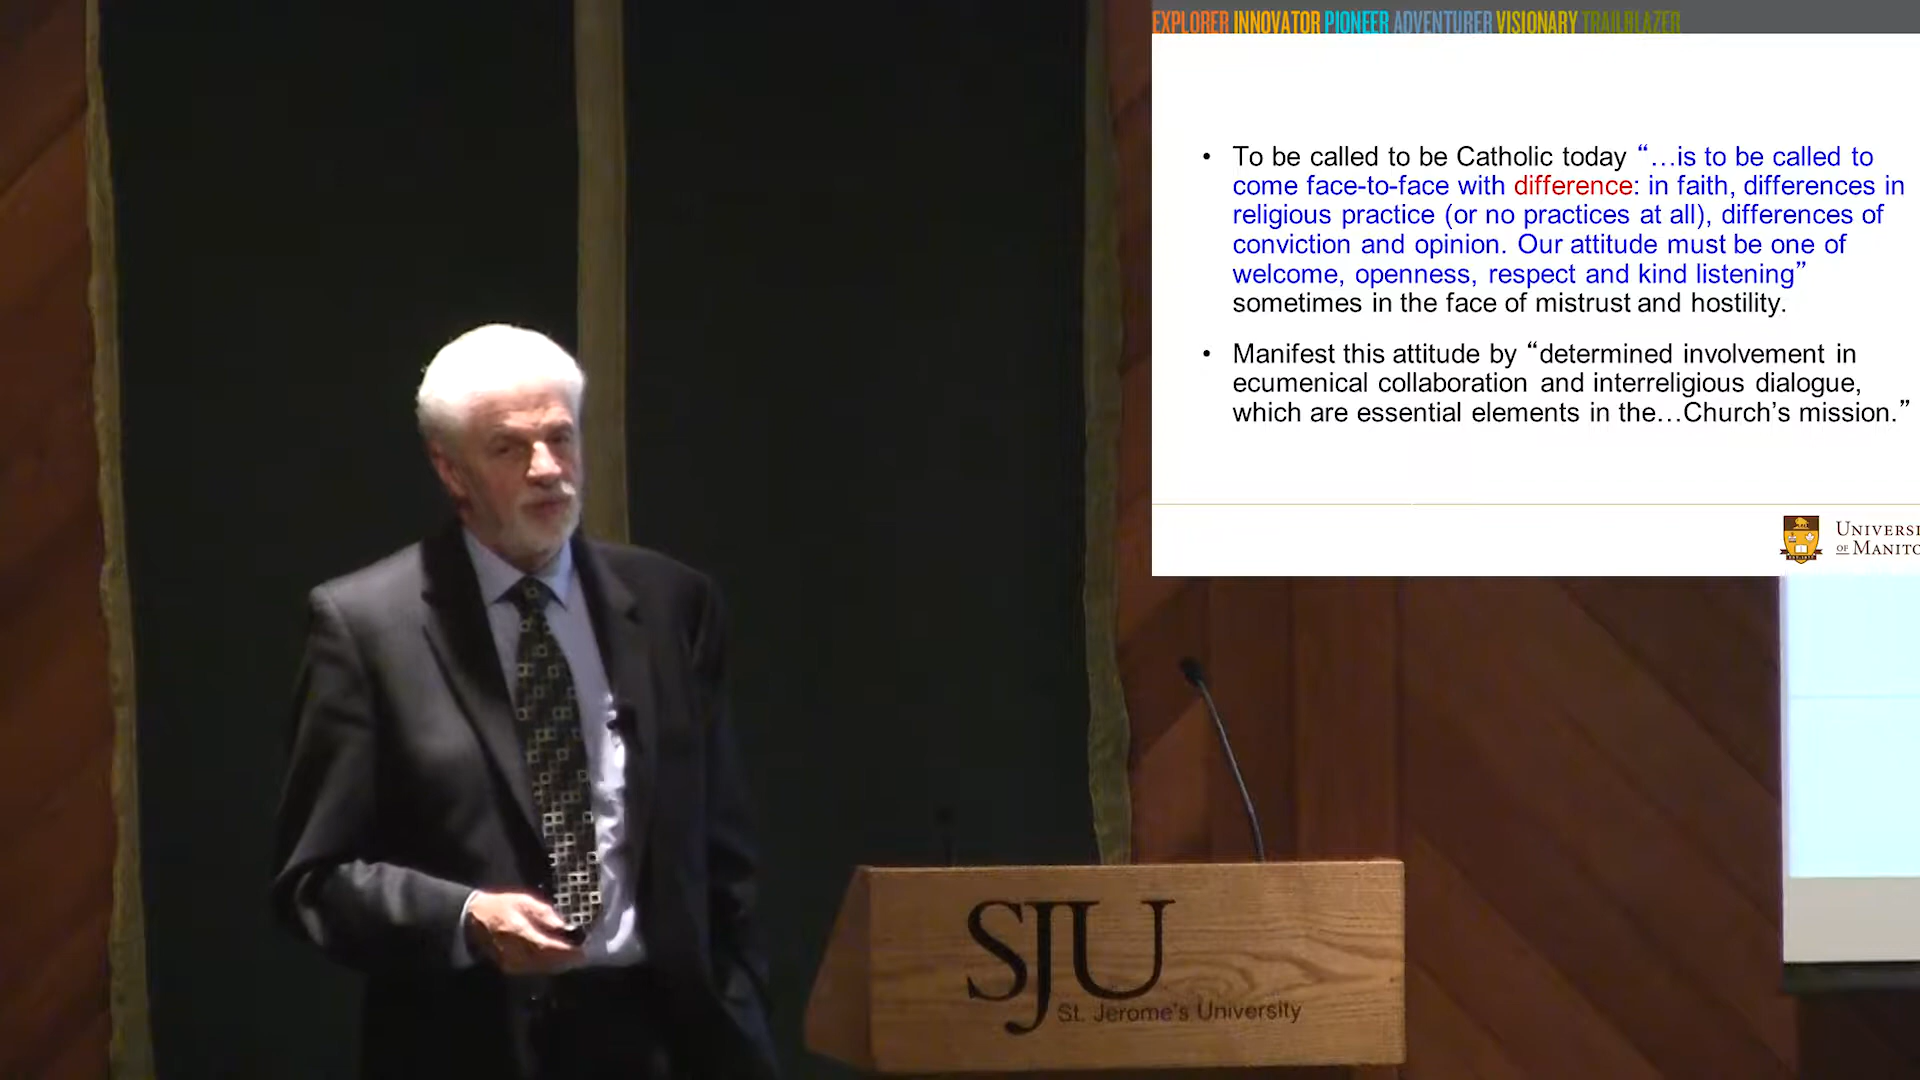 EXPLORER INNOVATOR PIONEER ADVENTURER VISIONARY TRAILBLAZER
• To be called to be Catholic today “…is to be called to
come face-to-face with difference: in faith, differences in
religious practice (or no practices at all), differences of
conviction and opinion. Our attitude must be one of
welcome, openness, respect and kind listening”
sometimes in the face of mistrust and hostility.
• Manifest this attitude by “determined involvement in
ecumenical collaboration and interreligious dialogue,
which are essential elements in the…Church’s mission.”
UNIVERSI
OF MANITO
SJU
St. Jerome's University